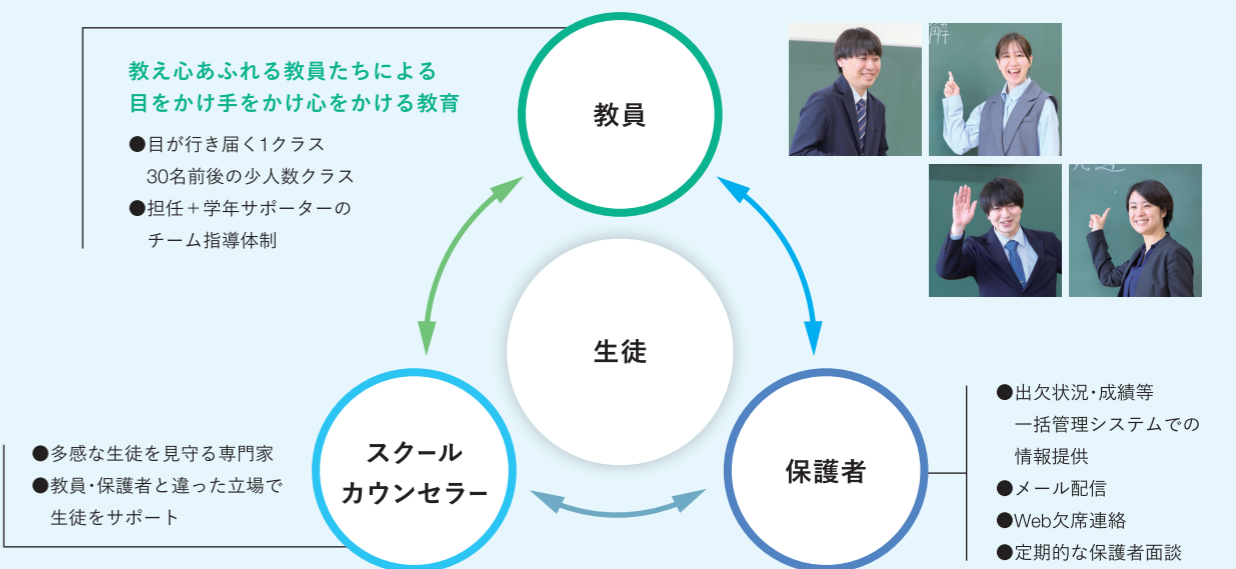 教え心あふれる教員たちによる
目をかけ手をかけ心をかける教育
●目が行き届く1クラス
30名前後の少人数クラス
●担任＋学年サポーターの
チーム指導体制
教員
生徒
スクール
カウンセラー
保護者
●多感な生徒を見守る専門家
●教員・保護者と違った立場で
生徒をサポート
●出欠状況・成績等
一括管理システムでの
情報提供
●メール配信
●Web欠席連絡
●定期的な保護者面談